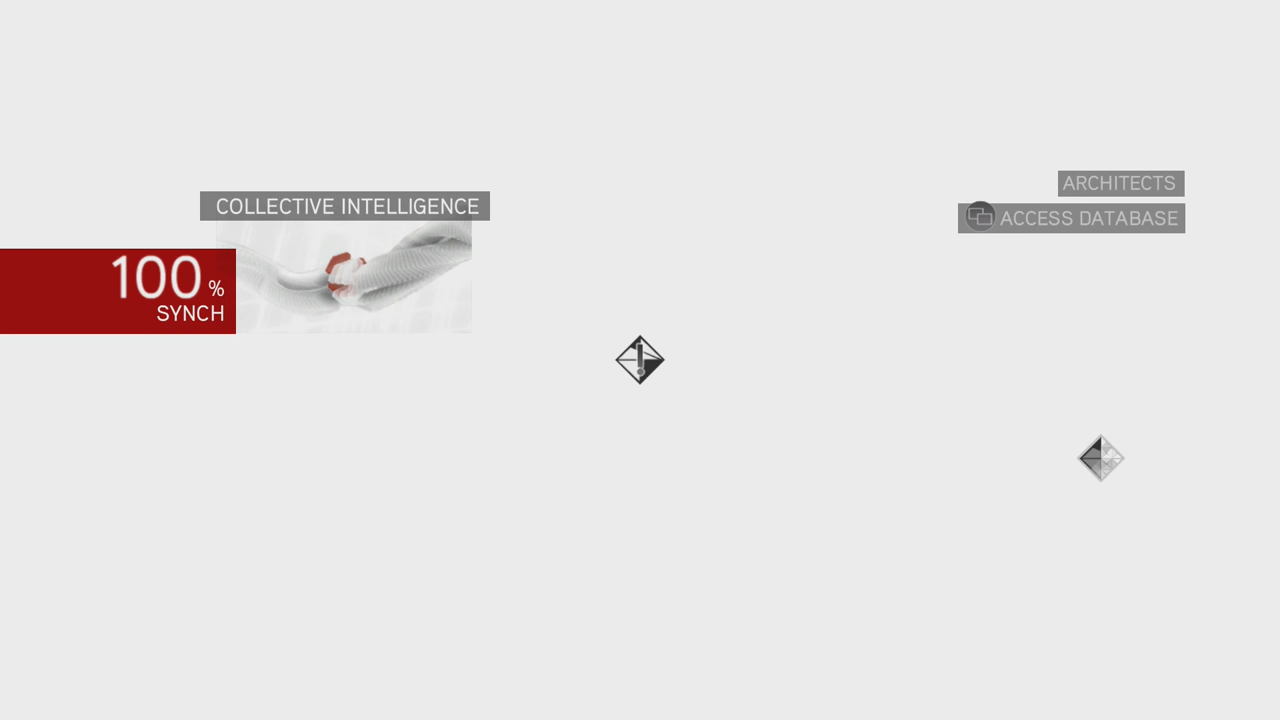 COLLECTIVE INTELLIGENCE
100 %
SYNCH
ARCHITECTS
ACCESS DATABASE